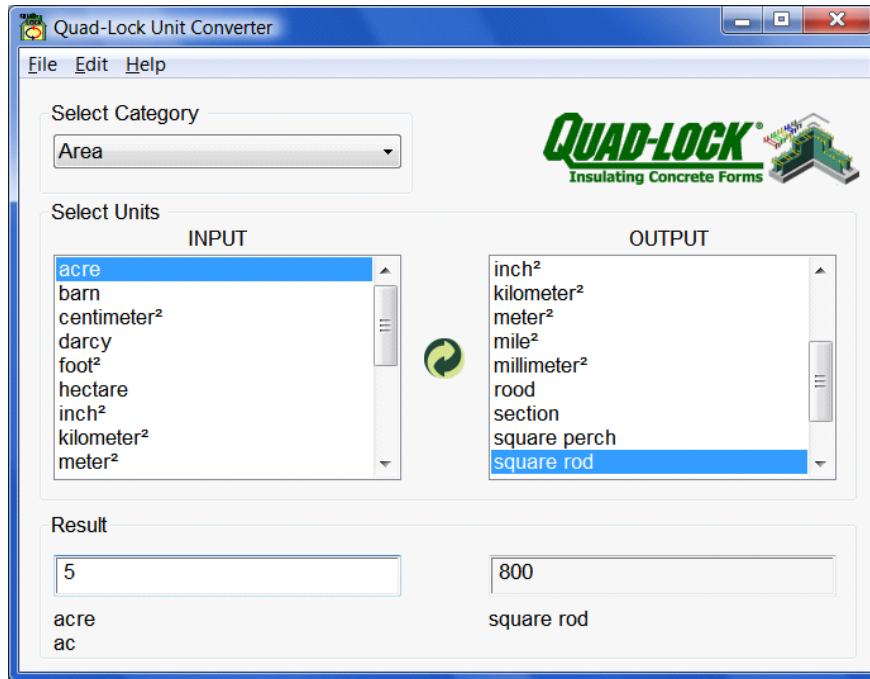 Quad-Lock Unit Converter
File Edit Help
Select Category
Area
QUAD-LOCK®
Insulating Concrete Forms
Select Units
INPUT
acre
barn
centimeter²
darcy
foot²
hectare
inch²
kilometer²
meter²
OUTPUT
inch²
kilometer²
meter²
mile²
millimeter²
rood
section
square perch
square rod
Result
5
acre
ac
800
square rod